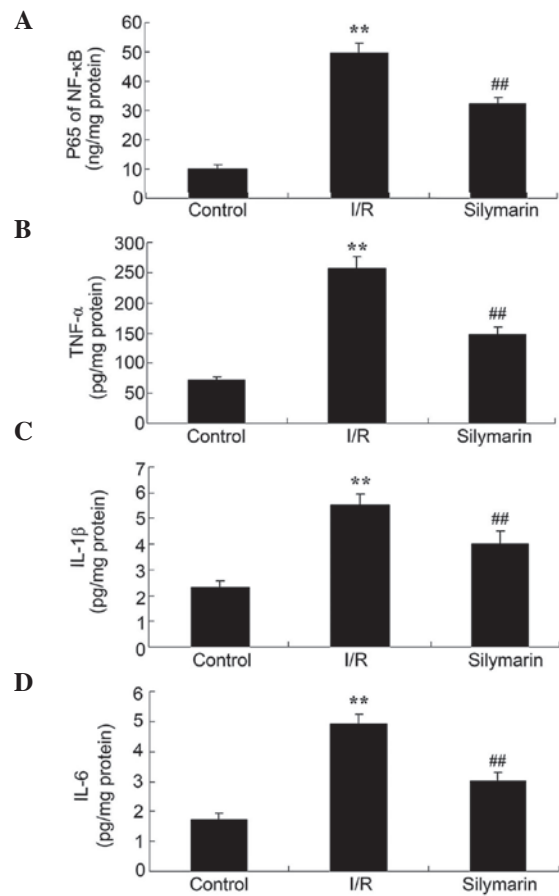 A
P65 of NF-κB
(ng/mg protein)
60
50
40
30
20
10
0
**
##
Control I/R Silymarin
B
TNF-α
(pg/mg protein)
300
250
200
150
100
50
0
**
##
Control I/R Silymarin
C
IL-1β
(pg/mg protein)
7
6
5
4
3
2
1
0
**
##
Control I/R Silymarin
D
IL-6
(pg/mg protein)
6
5
4
3
2
1
0
**
##
Control I/R Silymarin